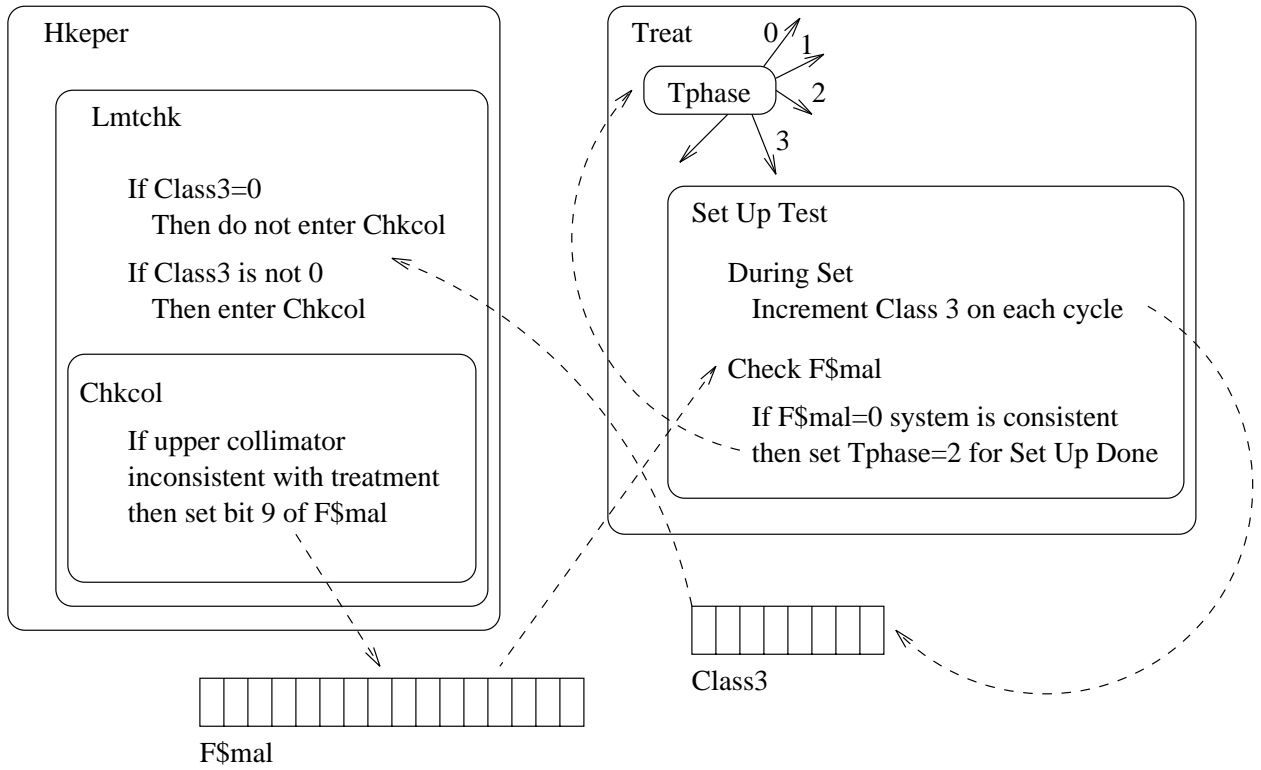 Hkeper
Lmtchk
If Class3=0
Then do not enter Chkcol
If Class3 is not 0
Then enter Chkcol
Chkcol
If upper collimator
inconsistent with treatment
then set bit 9 of F$mal
F$mal
Treat
0
1
Tphase
2
3
Set Up Test
During Set
Increment Class 3 on each cycle
Check F$mal
If F$mal=0 system is consistent
then set Tphase=2 for Set Up Done
Class3